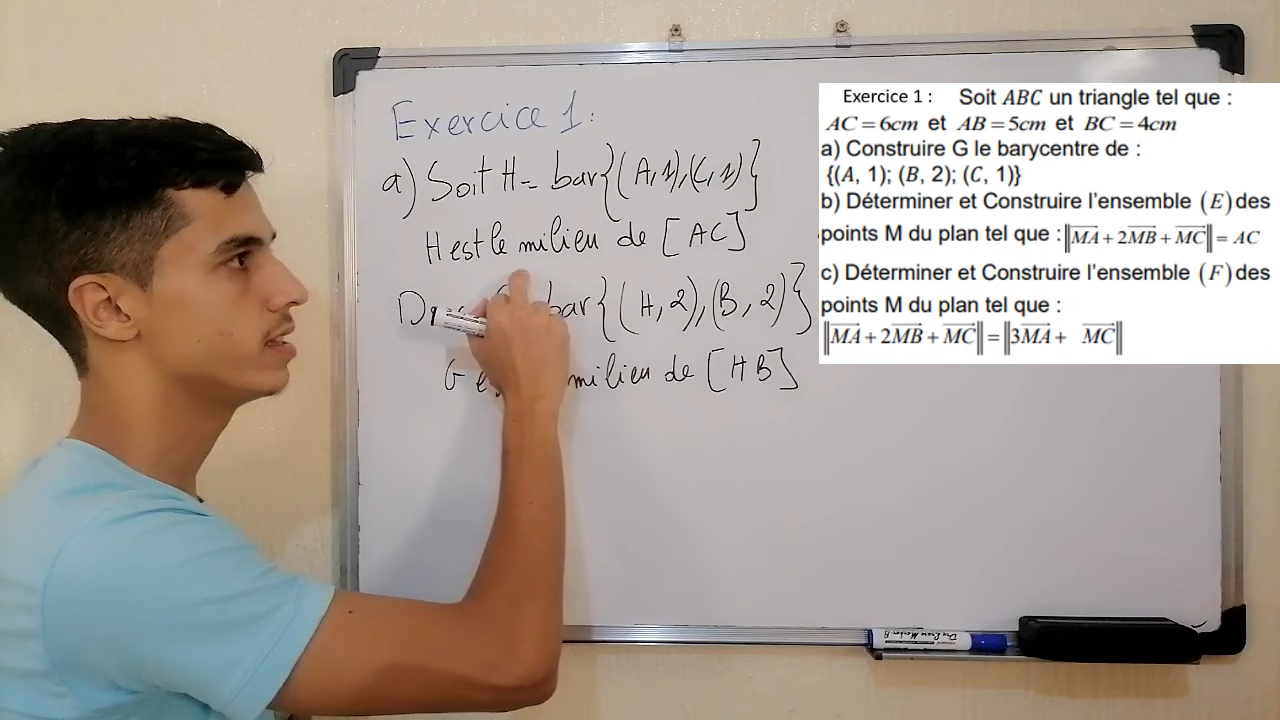 Exercice 1:
a) Soit H = bar{(A,1),(C,1)}
H est le milieu de [AC]
bar{(H,2),(B,2)}
G milieu de [HB]
Exercice 1 : Soit ABC un triangle tel que :
AC = 6cm et AB = 5cm et BC = 4cm
a) Construire G le barycentre de :
{(A, 1); (B, 2); (C, 1)}
b) Déterminer et Construire l'ensemble (E) des
points M du plan tel que : ‖MA⃗ + 2MB⃗ + MC⃗‖ = AC
c) Déterminer et Construire l'ensemble (F) des
points M du plan tel que :
‖MA⃗ + 2MB⃗ + MC⃗‖ = ‖3MA⃗ + MC⃗‖